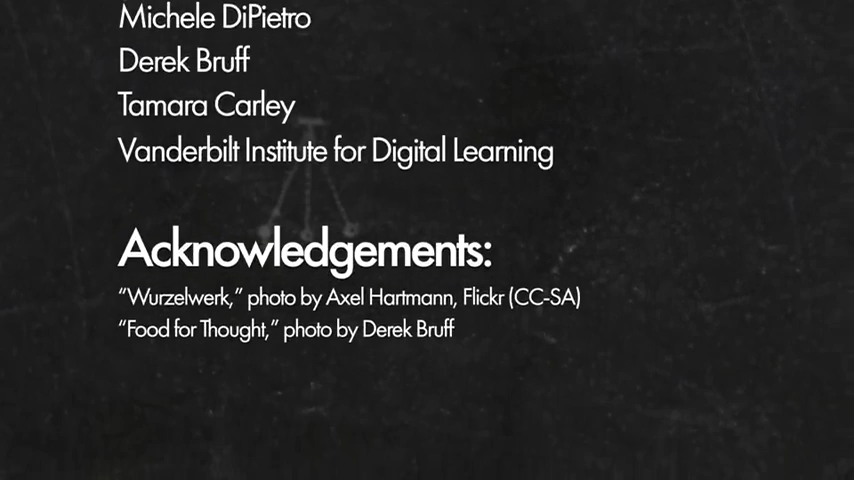 Michele DiPietro
Derek Bruff
Tamara Carley
Vanderbilt Institute for Digital Learning
Acknowledgements:
“Wurzelwerk,” photo by Axel Hartmann, Flickr (CC-SA)
“Food for Thought,” photo by Derek Bruff